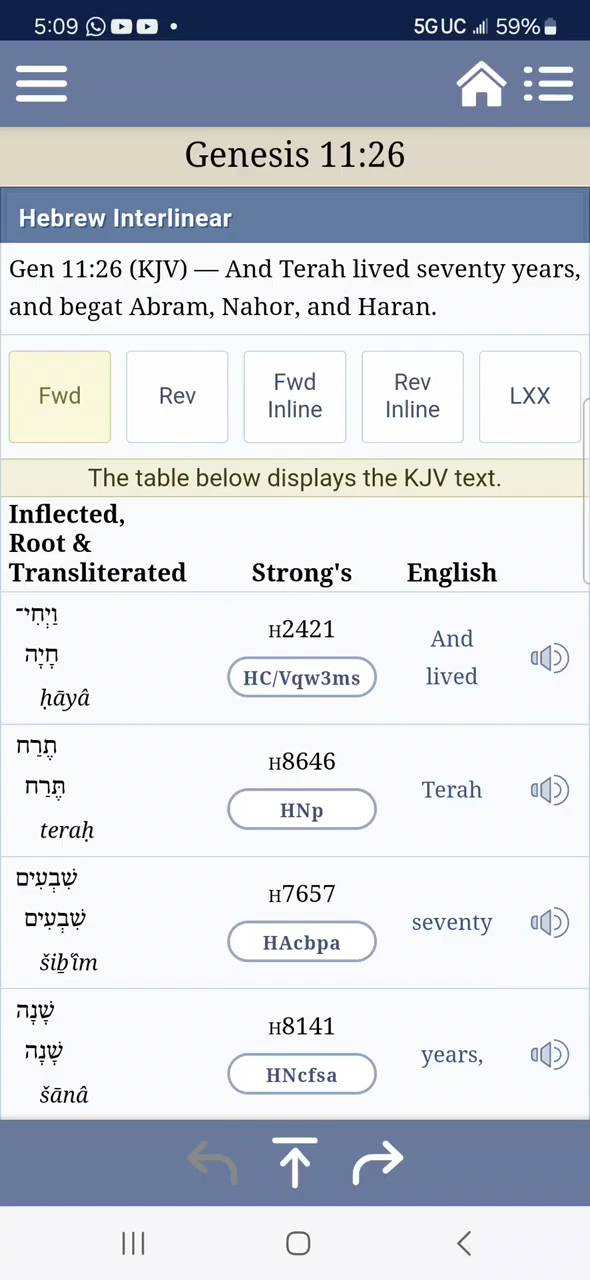 5:09 5G UC 59%
Genesis 11:26
Hebrew Interlinear
Gen 11:26 (KJV) — And Terah lived seventy years,
and begat Abram, Nahor, and Haran.
Fwd Rev Fwd Inline Rev Inline LXX
The table below displays the KJV text.
Inflected,
Root &
Transliterated Strong's English
וַיְחִי־
חָיָה
ḥāyâ
H2421
HC/Vqw3ms
And
lived
תֶרַח
תֶּרַח
teraḥ
H8646
HNp
Terah
שִׁבְעִים
שִׁבְעִים
šiḇʿîm
H7657
HAcbpa
seventy
שָׁנָה
שָׁנָה
šānâ
H8141
HNcfsa
years,